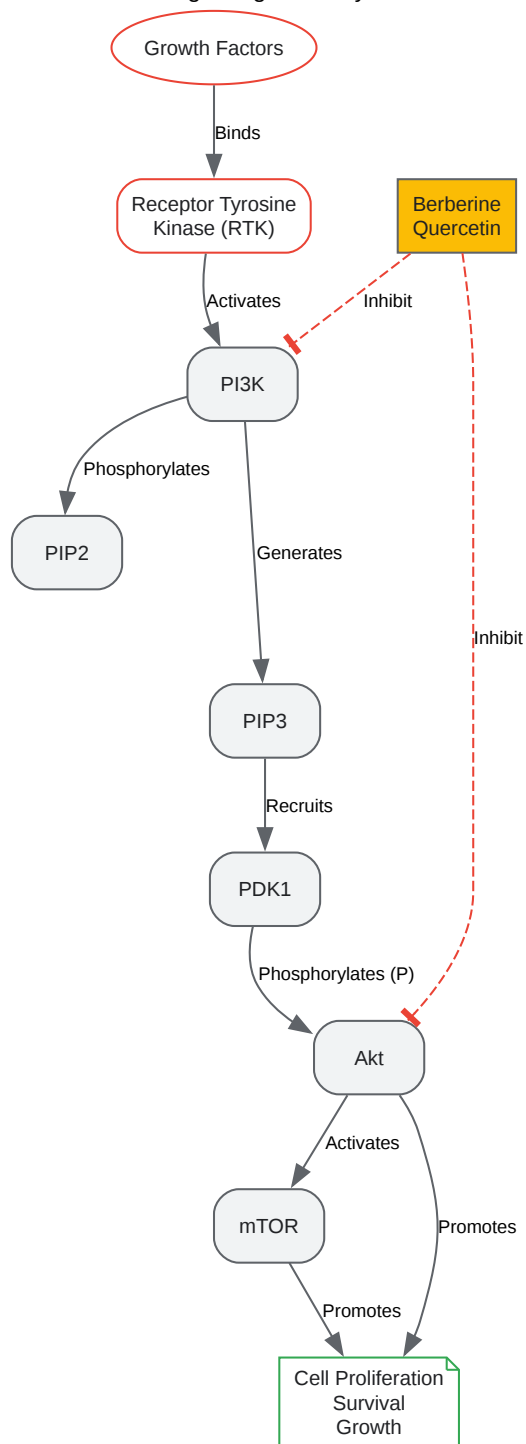 Growth Factors
Binds
Receptor Tyrosine
Kinase (RTK)
Berberine
Quercetin
Activates
Inhibit
PI3K
Phosphorylates
PIP2
Generates
Inhibit
PIP3
Recruits
PDK1
Phosphorylates (P)
Akt
Activates
mTOR
Promotes
Promotes
Cell Proliferation
Survival
Growth